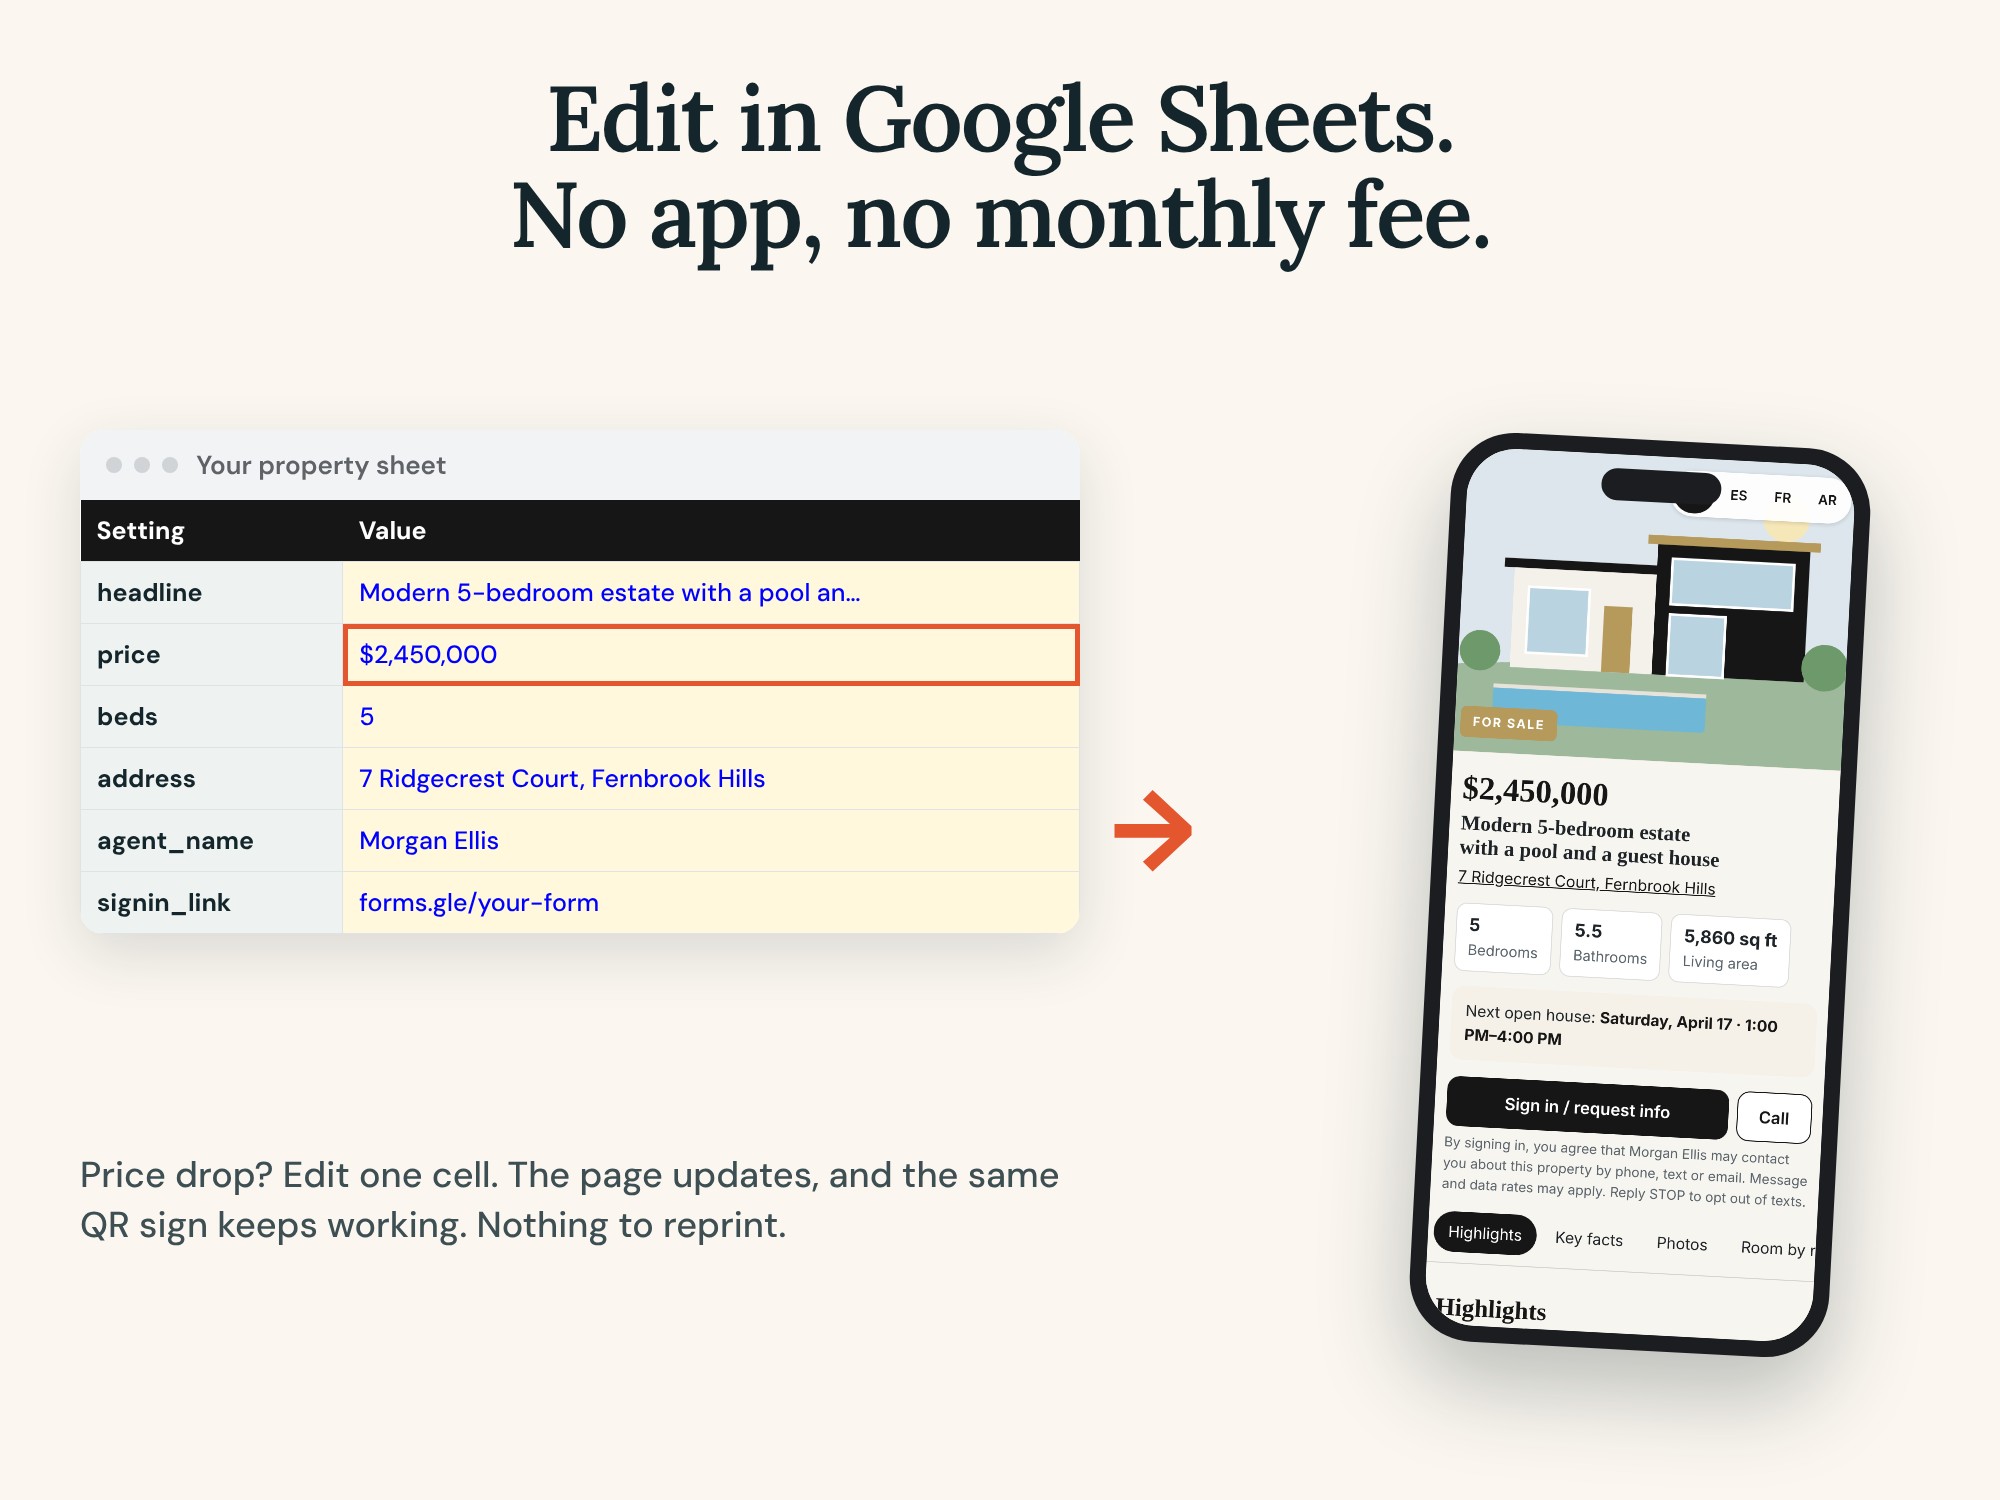 Edit in Google Sheets.
No app, no monthly fee.
Your property sheet
Setting Value
headline Modern 5-bedroom estate with a pool an...
price $2,450,000
beds 5
address 7 Ridgecrest Court, Fernbrook Hills
agent_name Morgan Ellis
signin_link forms.gle/your-form
Price drop? Edit one cell. The page updates, and the same
QR sign keeps working. Nothing to reprint.
ES FR AR
FOR SALE
$2,450,000
Modern 5-bedroom estate
with a pool and a guest house
7 Ridgecrest Court, Fernbrook Hills
5 5.5 5,860 sq ft
Bedrooms Bathrooms Living area
Next open house: Saturday, April 17 · 1:00
PM–4:00 PM
Sign in / request info Call
By signing in, you agree that Morgan Ellis may contact
you about this property by phone, text or email. Message
and data rates may apply. Reply STOP to opt out of texts.
Highlights Key facts Photos Room by
Highlights